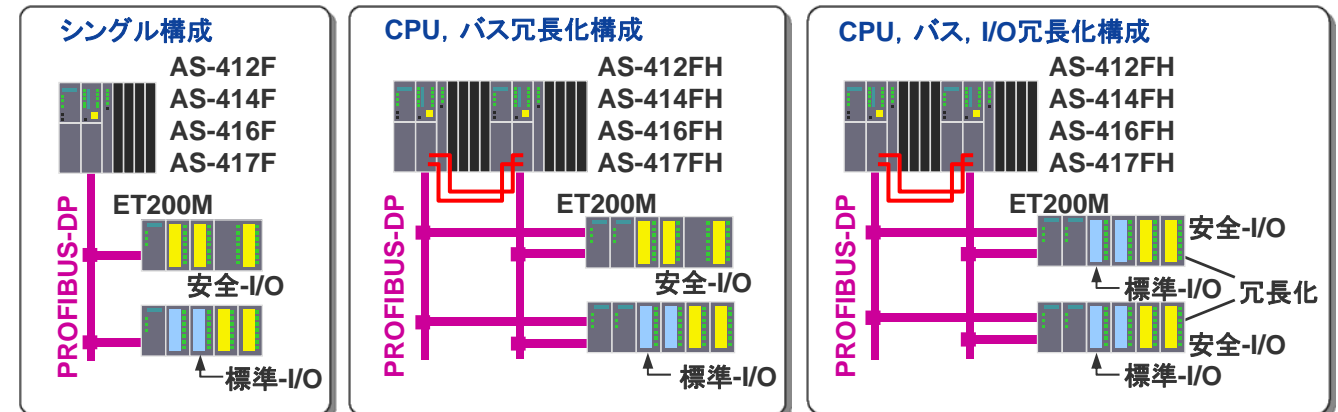 シングル構成
AS-412F
AS-414F
AS-416F
AS-417F
ET200M
PROFIBUS-DP
安全-I/O
標準-I/O
CPU, バス冗長化構成
AS-412FH
AS-414FH
AS-416FH
AS-417FH
ET200M
PROFIBUS-DP
安全-I/O
標準-I/O
CPU, バス, I/O冗長化構成
AS-412FH
AS-414FH
AS-416FH
AS-417FH
ET200M
PROFIBUS-DP
安全-I/O
標準-I/O
冗長化
安全-I/O
標準-I/O